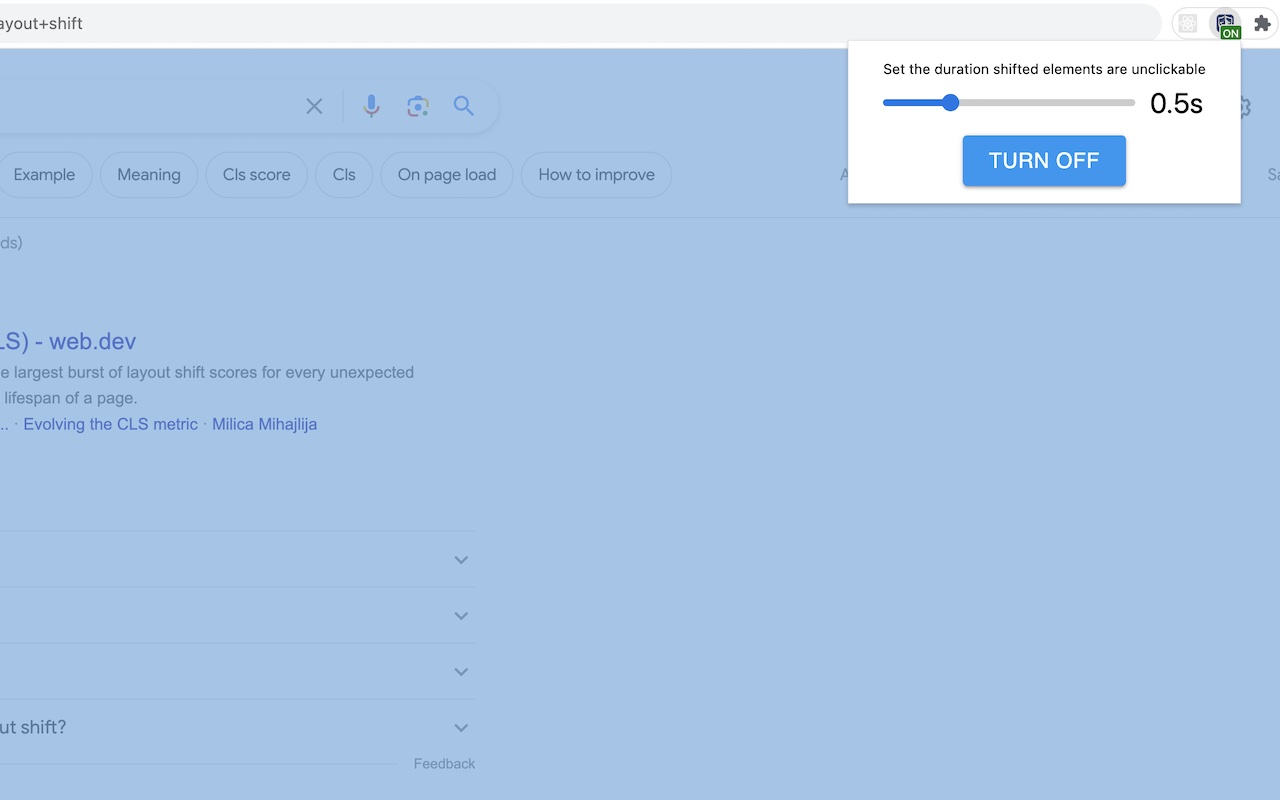 ayout+shift
ON
Set the duration shifted elements are unclickable
0.5s
TURN OFF
Example
Meaning
Cls score
Cls
On page load
How to improve
ds)
LS) - web.dev
e largest burst of layout shift scores for every unexpected
lifespan of a page.
.. · Evolving the CLS metric · Milica Mihajlija
ut shift?
Feedback